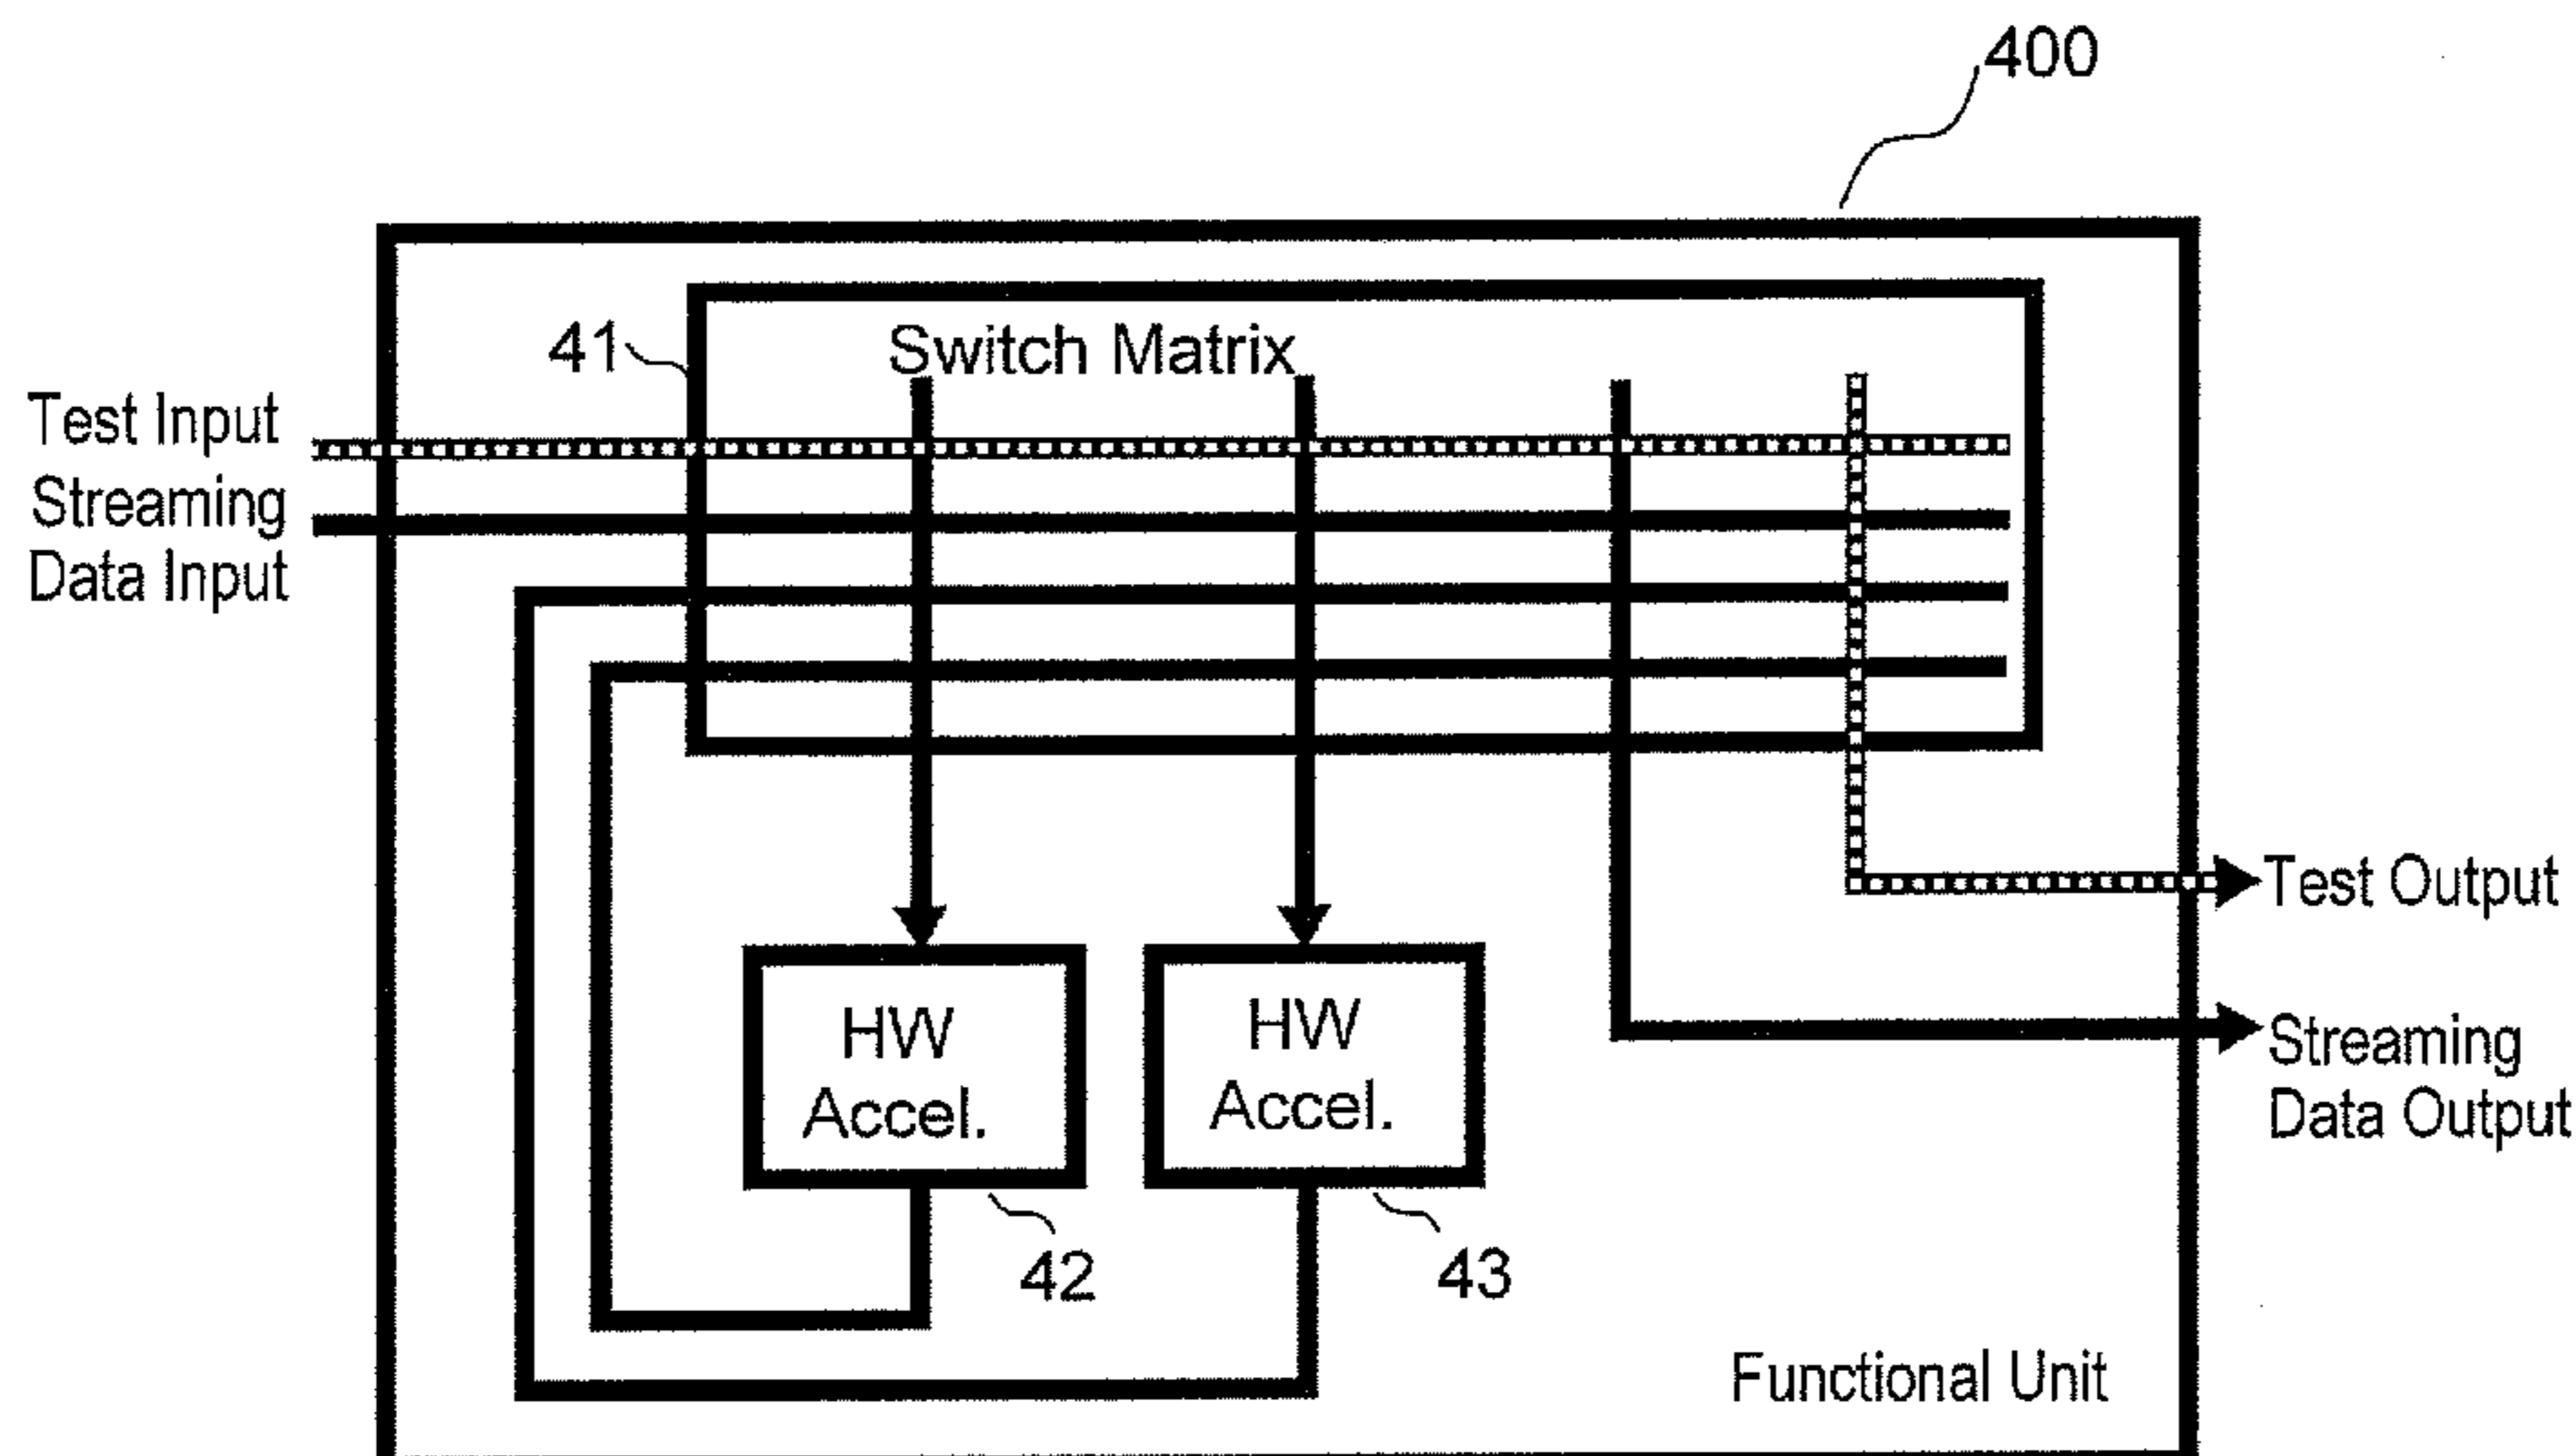 400
41
Switch Matrix
Test Input
Streaming
Data Input
Test Output
HW
Accel.
HW
Accel.
Streaming
Data Output
42
43
Functional Unit